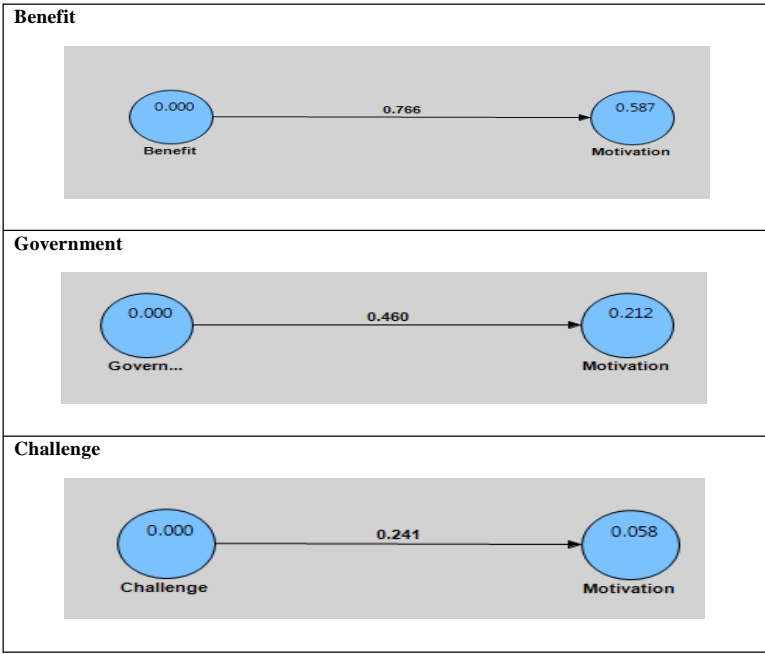 Benefit
0.000 0.766 0.587
Benefit Motivation
Government
0.000 0.460 0.212
Govern... Motivation
Challenge
0.000 0.241 0.058
Challenge Motivation